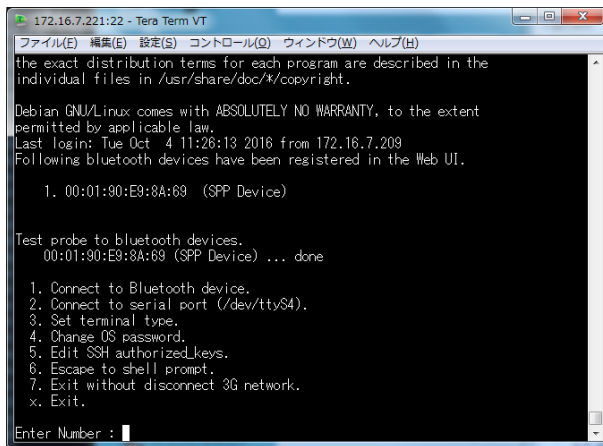 172.16.7.221:22 - Tera Term VT
ファイル(F) 編集(E) 設定(S) コントロール(O) ウィンドウ(W) ヘルプ(H)
the exact distribution terms for each program are described in the
individual files in /usr/share/doc/*/copyright.
Debian GNU/Linux comes with ABSOLUTELY NO WARRANTY, to the extent
permitted by applicable law.
Last login: Tue Oct  4 11:26:13 2016 from 172.16.7.209
Following bluetooth devices have been registered in the Web UI.
1. 00:01:90:E9:8A:69  (SPP Device)
Test probe to bluetooth devices.
00:01:90:E9:8A:69 (SPP Device) ... done
1. Connect to Bluetooth device.
2. Connect to serial port (/dev/ttyS4).
3. Set terminal type.
4. Change OS password.
5. Edit SSH authorized_keys.
6. Escape to shell prompt.
7. Exit without disconnect 3G network.
x. Exit.
Enter Number :